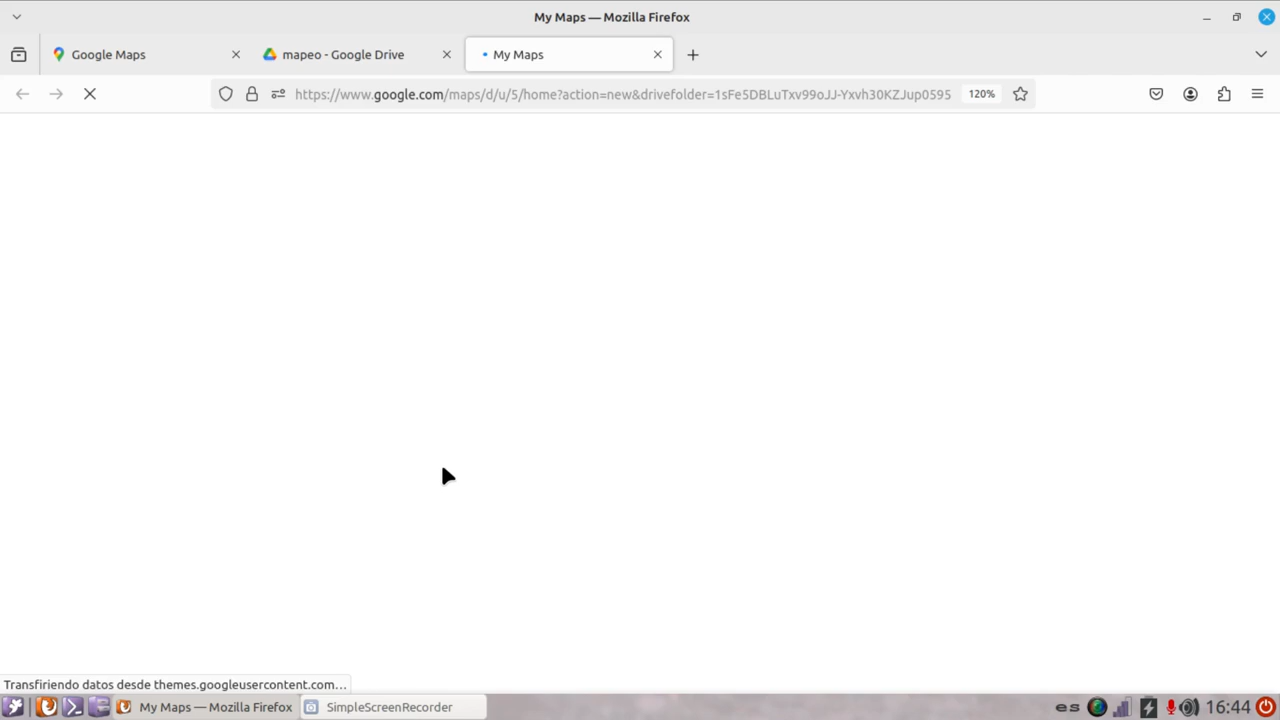 My Maps — Mozilla Firefox
Google Maps
mapeo - Google Drive
My Maps
https://www.google.com/maps/d/u/5/home?action=new&drivefolder=1sFe5DBLuTxv99oJJ-Yxvh30KZJup0595
120%
Transfiriendo datos desde themes.googleusercontent.com…
My Maps — Mozilla Firefox
SimpleScreenRecorder
es
16:44